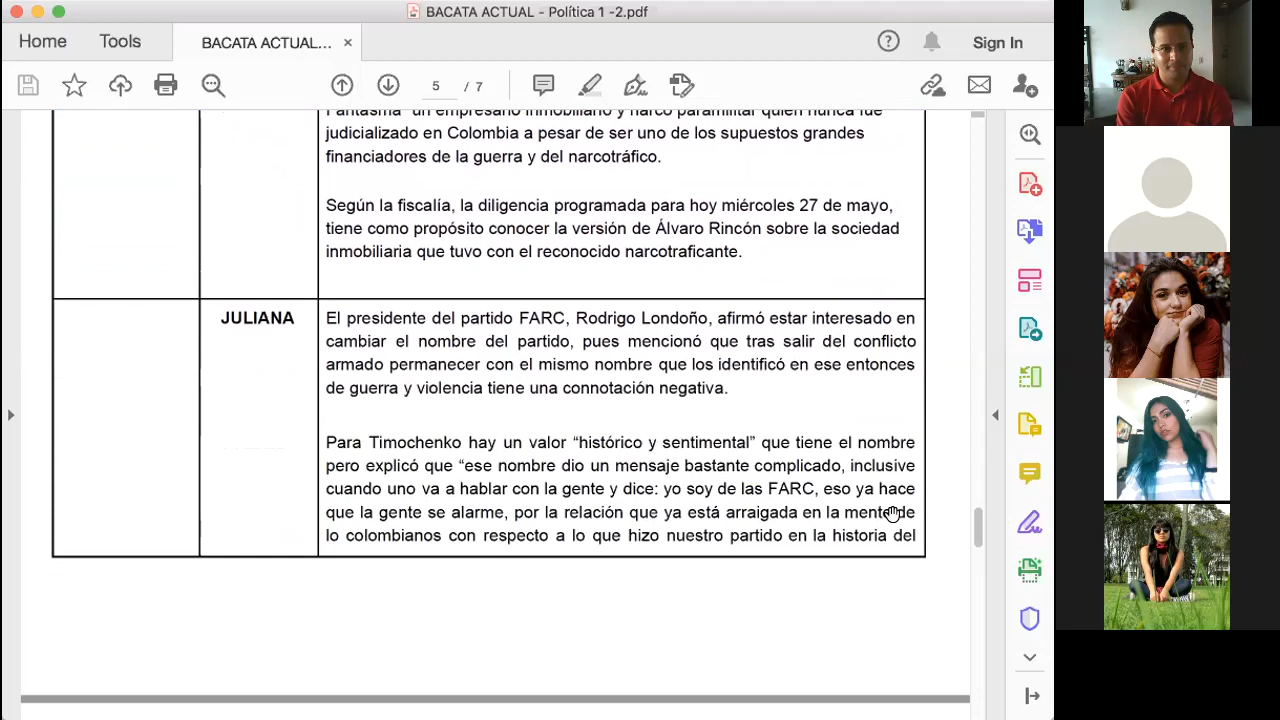 BACATA ACTUAL - Política 1 -2.pdf
Home
Tools
BACATA ACTUAL...
Sign In
5 / 7
Fantasma" un empresario inmobiliario y narco paramilitar quien nunca fue
judicializado en Colombia a pesar de ser uno de los supuestos grandes
financiadores de la guerra y del narcotráfico.
Según la fiscalía, la diligencia programada para hoy miércoles 27 de mayo,
tiene como propósito conocer la versión de Álvaro Rincón sobre la sociedad
inmobiliaria que tuvo con el reconocido narcotraficante.
JULIANA
El presidente del partido FARC, Rodrigo Londoño, afirmó estar interesado en
cambiar el nombre del partido, pues mencionó que tras salir del conflicto
armado permanecer con el mismo nombre que los identificó en ese entonces
de guerra y violencia tiene una connotación negativa.
Para Timochenko hay un valor “histórico y sentimental” que tiene el nombre
pero explicó que “ese nombre dio un mensaje bastante complicado, inclusive
cuando uno va a hablar con la gente y dice: yo soy de las FARC, eso ya hace
que la gente se alarme, por la relación que ya está arraigada en la mente de
lo colombianos con respecto a lo que hizo nuestro partido en la historia del